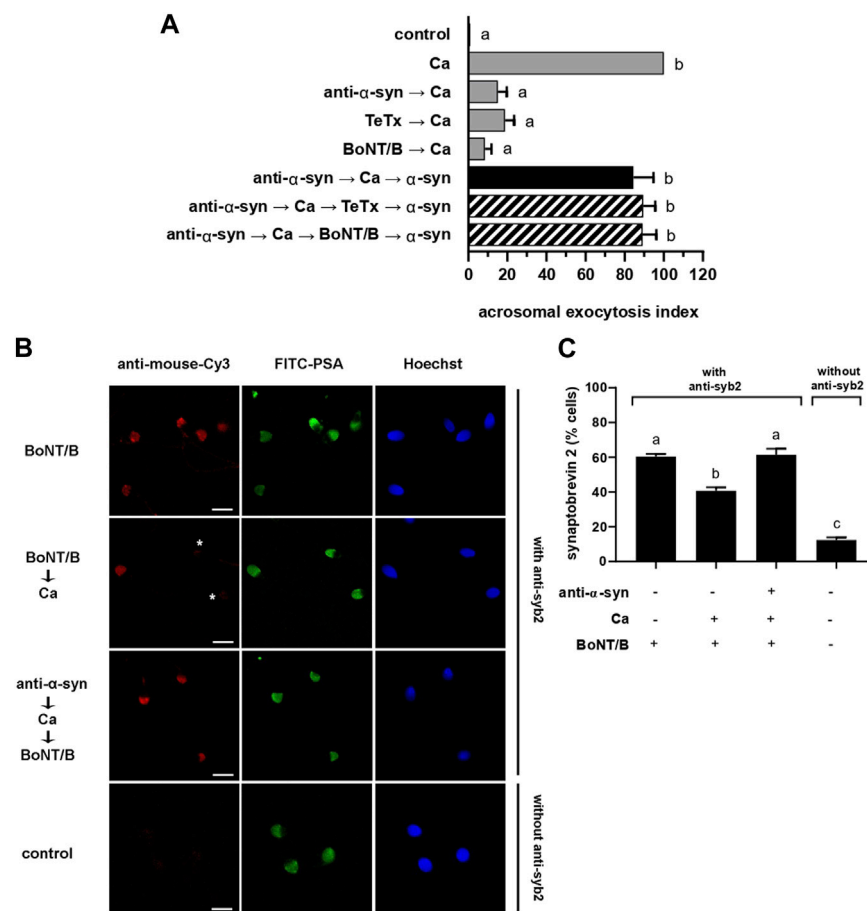 A
control
a
Ca
b
anti-α-syn → Ca
a
TeTx → Ca
a
BoNT/B → Ca
a
anti-α-syn → Ca → α-syn
b
anti-α-syn → Ca → TeTx → α-syn
b
anti-α-syn → Ca → BoNT/B → α-syn
b
0 20 40 60 80 100 120
acrosomal exocytosis index
B
anti-mouse-Cy3 FITC-PSA Hoechst
BoNT/B
BoNT/B
↓
Ca
*
*
anti-α-syn
↓
Ca
↓
BoNT/B
control
with anti-syb2
without anti-syb2
C
with
anti-syb2
without
anti-syb2
synaptobrevin 2 (% cells)
100
80
60
40
20
0
a
b
a
c
anti-α-syn - - + -
Ca - + + -
BoNT/B + + + -